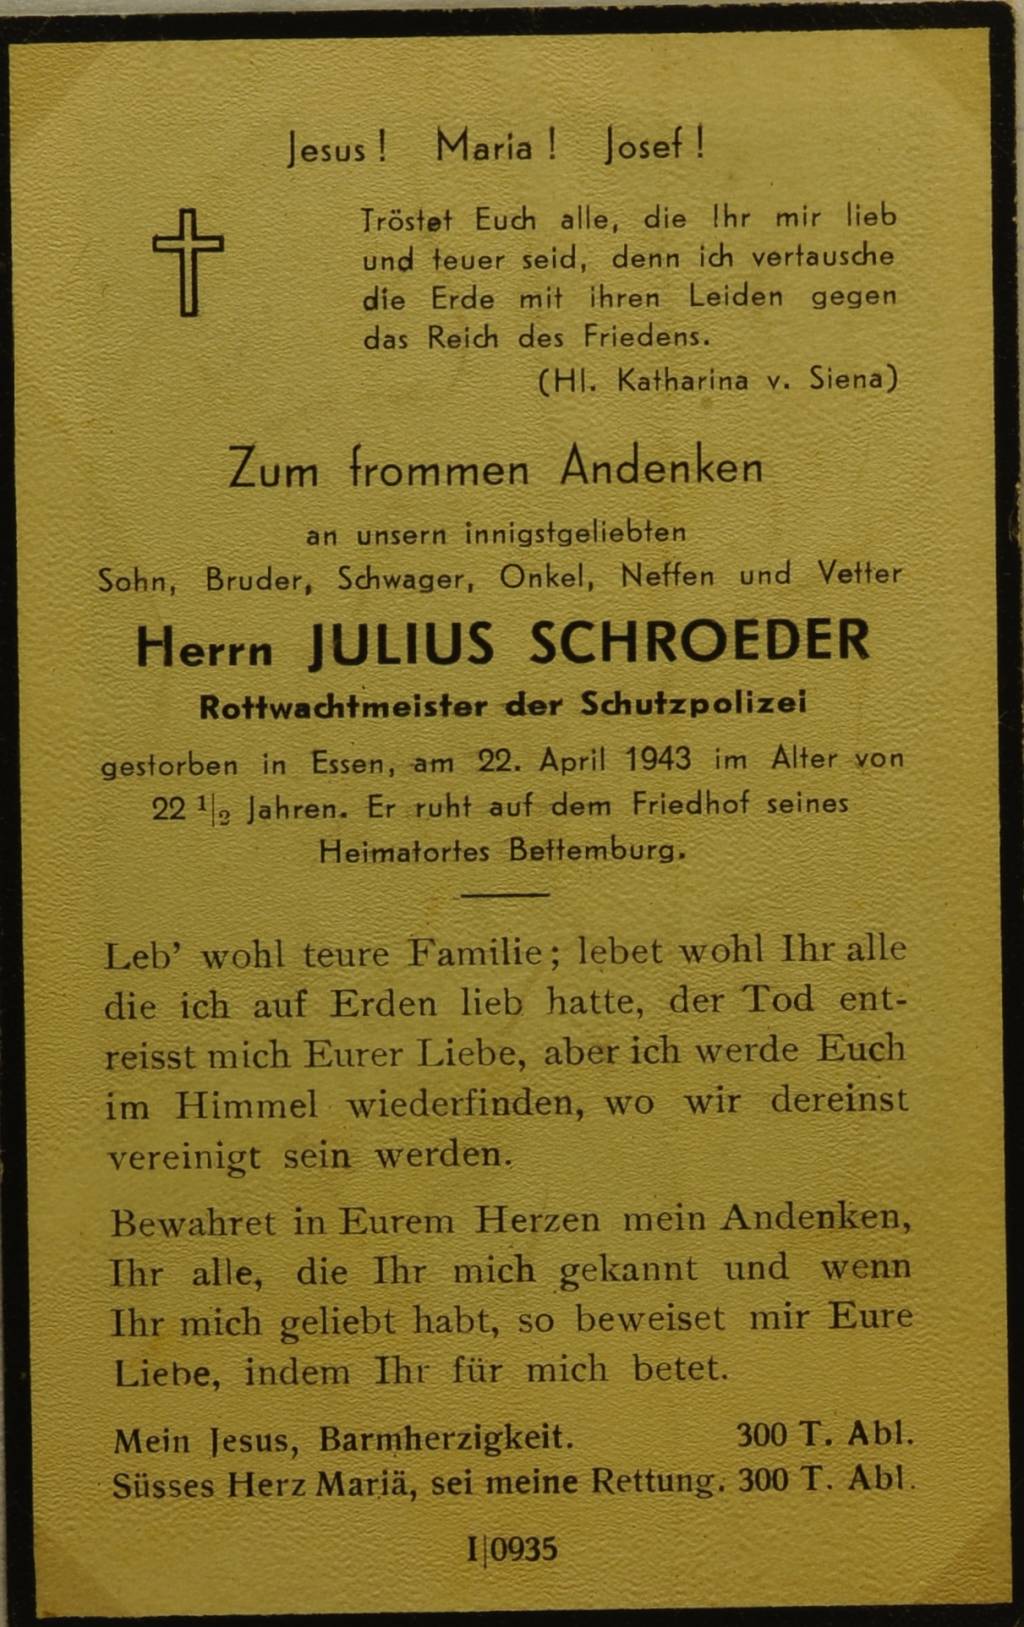 Jesus! Maria! Josef!
Tröstet Euch alle, die Ihr mir lieb
und teuer seid, denn ich vertausche
die Erde mit ihren Leiden gegen
das Reich des Friedens.
(Hl. Katharina v. Siena)
Zum frommen Andenken
an unsern innigstgeliebten
Sohn, Bruder, Schwager, Onkel, Neffen und Vetter
Herrn JULIUS SCHROEDER
Rottwachtmeister der Schutzpolizei
gestorben in Essen, am 22. April 1943 im Alter von
22 1/2 Jahren. Er ruht auf dem Friedhof seines
Heimatortes Bettemburg.
Leb' wohl teure Familie; lebet wohl Ihr alle
die ich auf Erden lieb hatte, der Tod ent-
reisst mich Eurer Liebe, aber ich werde Euch
im Himmel wiederfinden, wo wir dereinst
vereinigt sein werden.
Bewahret in Eurem Herzen mein Andenken,
Ihr alle, die Ihr mich gekannt und wenn
Ihr mich geliebt habt, so beweiset mir Eure
Liebe, indem Ihr für mich betet.
Mein Jesus, Barmherzigkeit. 300 T. Abl.
Süsses Herz Mariä, sei meine Rettung. 300 T. Abl.
I|0935